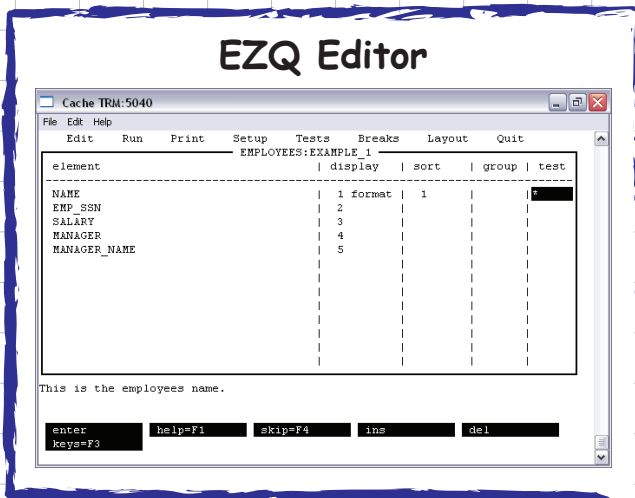 EZQ Editor
Cache TRM:5040
File Edit Help
Edit Run Print Setup Tests Breaks Layout Quit
EMPLOYEES:EXAMPLE_1
element | display | sort | group | test
NAME | 1 format | 1 | | *
EMP_SSN | 2 | | |
SALARY | 3 | | |
MANAGER | 4 | | |
MANAGER_NAME | 5 | | |
This is the employees name.
enter help=F1 skip=F4 ins del
keys=F3